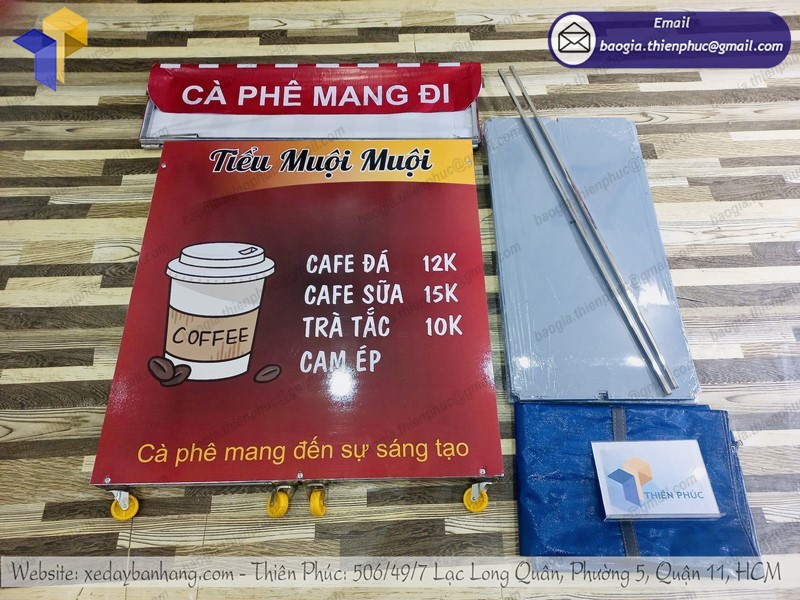 Email
baogia.thienphuc@gmail.com
CÀ PHÊ MANG ĐI
Tiểu Muội Muội
CAFE ĐÁ 12K
CAFE SỮA 15K
TRÀ TẮC 10K
CAM ÉP
COFFEE
Cà phê mang đến sự sáng tạo
THIÊN PHÚC
Website: xedaybanhang.com - Thiên Phúc: 506/49/7 Lạc Long Quân, Phường 5, Quận 11, HCM